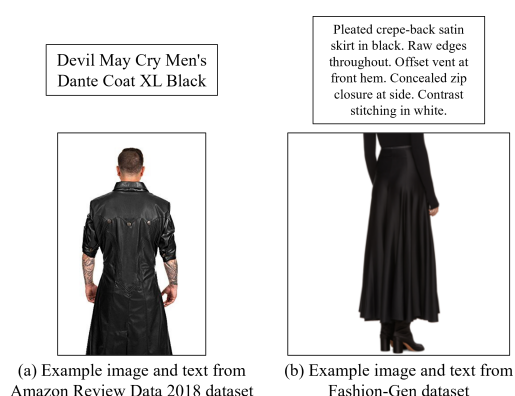 Devil May Cry Men's
Dante Coat XL Black
Pleated crepe-back satin
skirt in black. Raw edges
throughout. Offset vent at
front hem. Concealed zip
closure at side. Contrast
stitching in white.
(a) Example image and text from
Amazon Review Data 2018 dataset
(b) Example image and text from
Fashion-Gen dataset